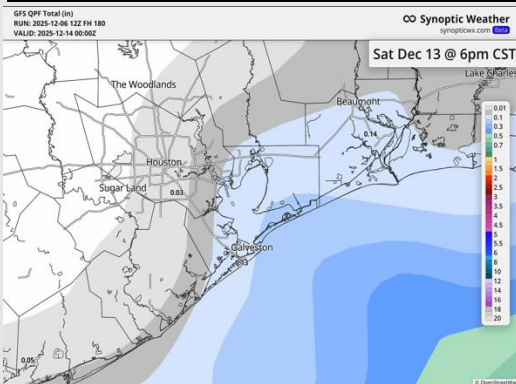 GFS QPF Total (in)
RUN: 2025-12-06 12Z FH 180
VALID: 2025-12-14 00:00Z
Synoptic Weather
synopticwx.com Beta
Sat Dec 13 @ 6pm CST
Lake Charles
The Woodlands
Beaumont
0.14
Houston
Sugar Land
0.03
Galveston
0.05
0.01
0.1
0.3
0.5
0.7
1
1.5
2
2.5
3
3.5
4
4.5
5
5.5
6
8
10
12
14
16
18
20
© OpenStreetMap